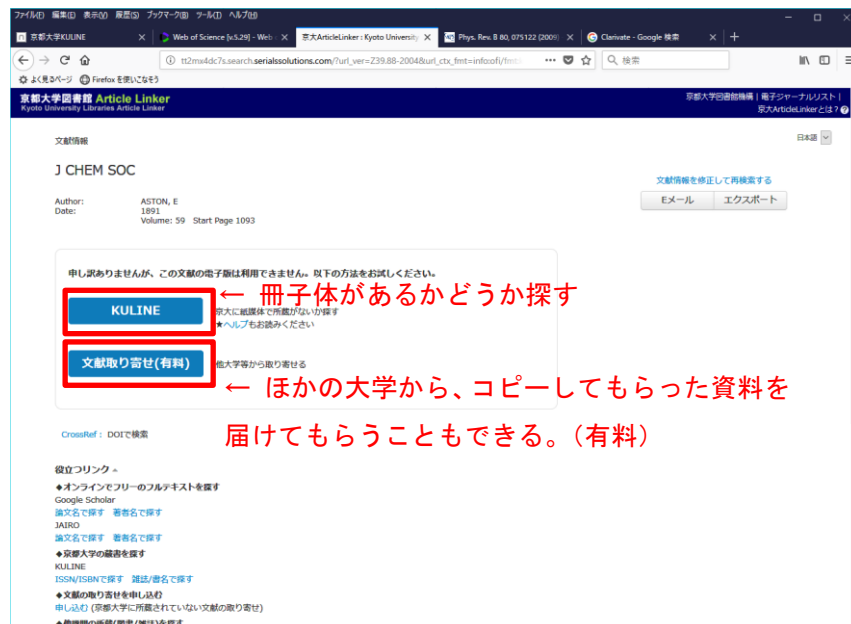 ファイル(F) 編集(E) 表示(V) 履歴(S) ブックマーク(B) ツール(T) ヘルプ(H)
京都大学KULINE
Web of Science [v.5.29] - Web
京大ArticleLinker : Kyoto University
Phys. Rev. B 80, 075122 (2009)
Clarivate - Google 検索
tt2mx4dc7s.search.serialssolutions.com/?url_ver=Z39.88-2004&url_ctx_fmt=info:ofi/fmt:
検索
よく見るページ Firefox を使いこなそう
京都大学図書館 Article Linker
Kyoto University Libraries Article Linker
京都大学図書館機構 | 電子ジャーナルリスト |
京大ArticleLinkerとは?
文献情報
日本語
J CHEM SOC
文献情報を修正して再検索する
Eメール エクスポート
Author: ASTON, E
Date: 1891
Volume: 59 Start Page 1093
申し訳ありませんが、この文献の電子版は利用できません。以下の方法をお試しください。
KULINE
← 冊子体があるかどうか探す
京大に紙媒体で所蔵がないか探す
★ヘルプもお読みください
文献取り寄せ(有料)
他大学等から取り寄せる
← ほかの大学から、コピーしてもらった資料を
届けてもらうこともできる。(有料)
CrossRef : DOIで検索
役立つリンク
◆オンラインでフリーのフルテキストを探す
Google Scholar
論文名で探す 著者名で探す
JAIRO
論文名で探す 著者名で探す
◆京都大学の蔵書を探す
KULINE
ISSN/ISBNで探す 雑誌/書名で探す
◆文献の取り寄せを申し込む
申し込む (京都大学に所蔵されていない文献の取り寄せ)